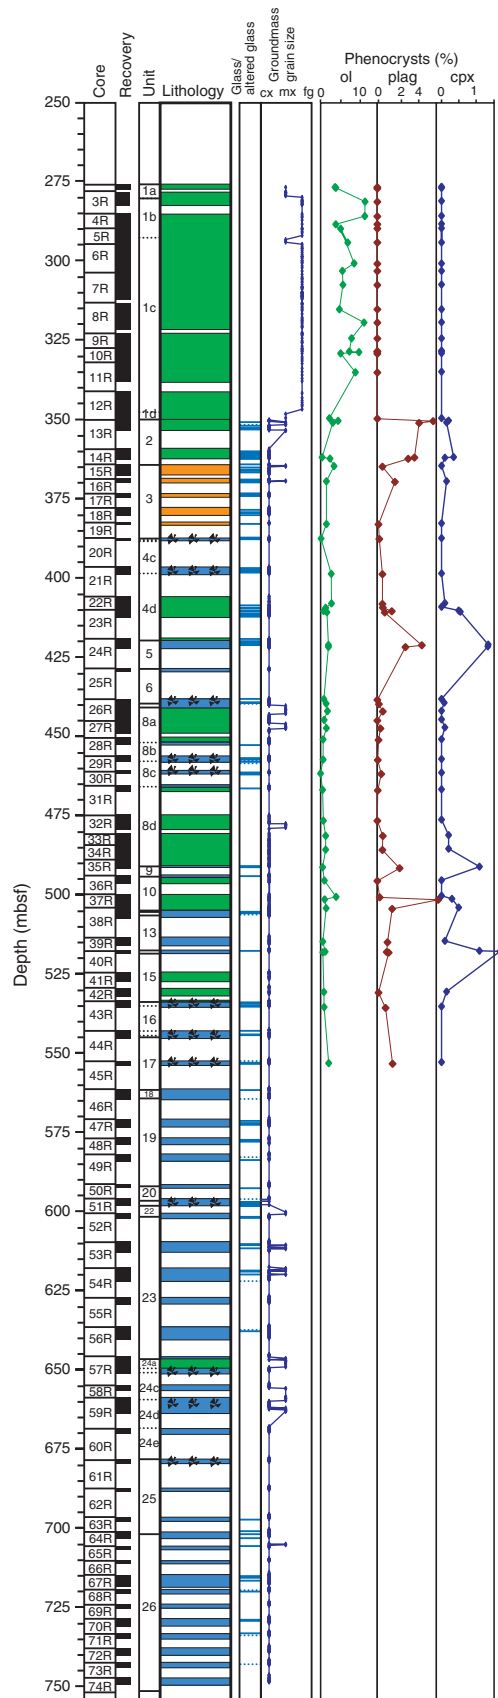 Core
Recovery
Unit
Lithology
Glass/
altered glass
Groundmass
grain size
cx mx fg
Phenocrysts (%)
ol plag cpx
0 10
0 2 4
0 1
Depth (mbsf)
250
275
300
325
350
375
400
425
450
475
500
525
550
575
600
625
650
675
700
725
750
3R
4R
5R
6R
7R
8R
9R
10R
11R
12R
13R
14R
15R
16R
17R
18R
19R
20R
21R
22R
23R
24R
25R
26R
27R
28R
29R
30R
31R
32R
33R
34R
35R
36R
37R
38R
39R
40R
41R
42R
43R
44R
45R
46R
47R
48R
49R
50R
51R
52R
53R
54R
55R
56R
57R
58R
59R
60R
61R
62R
63R
64R
65R
66R
67R
68R
69R
70R
71R
72R
73R
74R
1a
1b
1c
1d
2
3
4c
4d
5
6
8a
8b
8c
8d
9
10
13
15
16
17
18
19
20
22
23
24a
24c
24d
24e
25
26